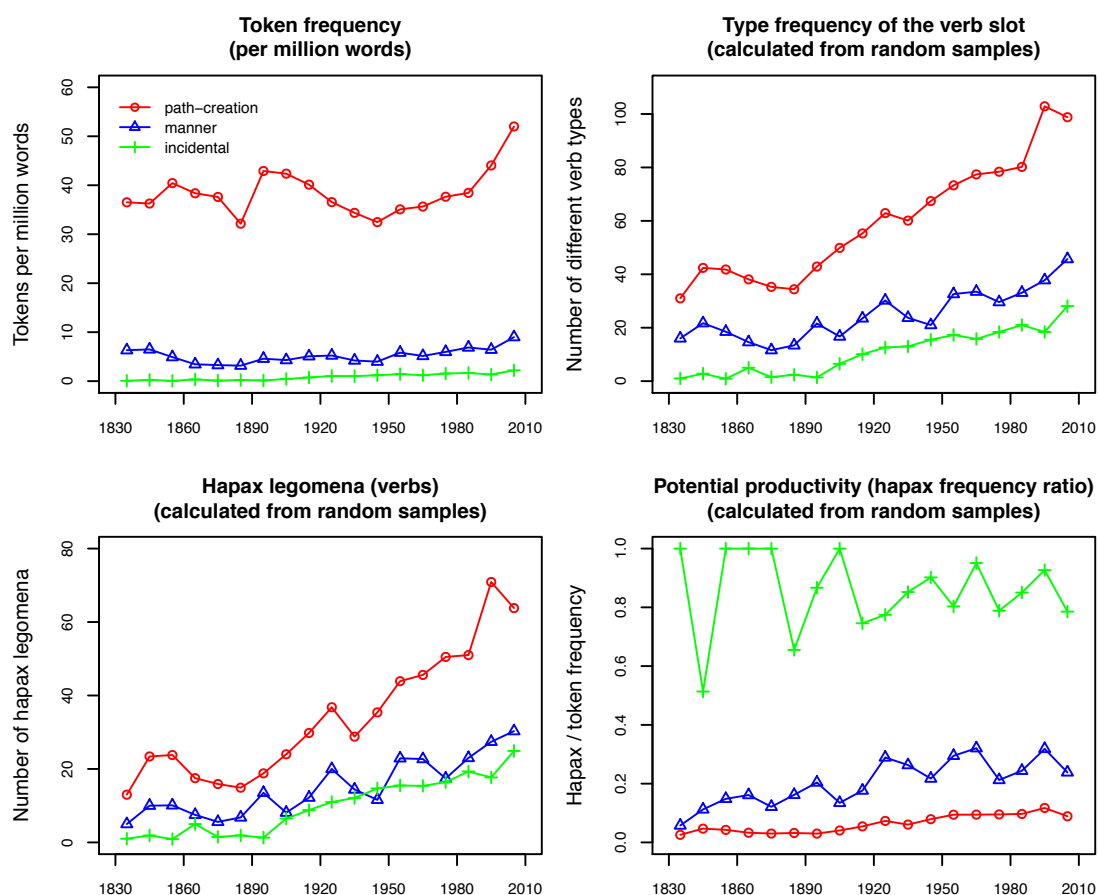 Token frequency
(per million words)
Tokens per million words
60
50
40
30
20
10
0
path−creation
manner
incidental
1830 1860 1890 1920 1950 1980 2010
Type frequency of the verb slot
(calculated from random samples)
Number of different verb types
100
80
60
40
20
0
1830 1860 1890 1920 1950 1980 2010
Hapax legomena (verbs)
(calculated from random samples)
Number of hapax legomena
80
60
40
20
0
1830 1860 1890 1920 1950 1980 2010
Potential productivity (hapax frequency ratio)
(calculated from random samples)
Hapax / token frequency
1.0
0.8
0.6
0.4
0.2
0.0
1830 1860 1890 1920 1950 1980 2010